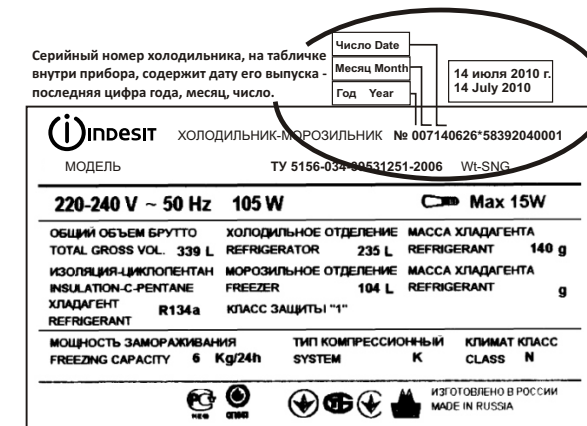 Серийный номер холодильника, на табличке
внутри прибора, содержит дату его выпуска -
последняя цифра года, месяц, число.
Число Date
Месяц Month
Год Year
14 июля 2010 г.
14 July 2010
INDESIT ХОЛОДИЛЬНИК-МОРОЗИЛЬНИК № 007140626*58392040001
МОДЕЛЬ ТУ 5156-034-39531251-2006 Wt-SNG
220-240 V ~ 50 Hz 105 W Max 15W
ОБЩИЙ ОБЪЕМ БРУТТО ХОЛОДИЛЬНОЕ ОТДЕЛЕНИЕ МАССА ХЛАДАГЕНТА
TOTAL GROSS VOL. 339 L REFRIGERATOR 235 L REFRIGERANT 140 g
ИЗОЛЯЦИЯ-ЦИКЛОПЕНТАН МОРОЗИЛЬНОЕ ОТДЕЛЕНИЕ МАССА ХЛАДАГЕНТА
INSULATION-C-PENTANE FREEZER 104 L REFRIGERANT g
ХЛАДАГЕНТ R134a КЛАСС ЗАЩИТЫ "1"
REFRIGERANT
МОЩНОСТЬ ЗАМОРАЖИВАНИЯ ТИП КОМПРЕССИОННЫЙ КЛИМАТ КЛАСС
FREEZING CAPACITY 6 Kg/24h SYSTEM K CLASS N
ИЗГОТОВЛЕНО В РОССИИ
MADE IN RUSSIA